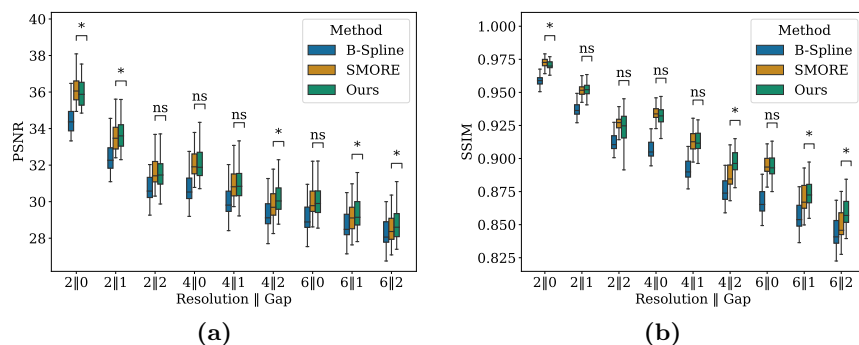 Method
B-Spline
SMORE
Ours
PSNR
40
38
36
34
32
30
28
* * ns ns ns * ns * *
2∥0 2∥1 2∥2 4∥0 4∥1 4∥2 6∥0 6∥1 6∥2
Resolution ∥ Gap
(a)
Method
B-Spline
SMORE
Ours
SSIM
1.000
0.975
0.950
0.925
0.900
0.875
0.850
0.825
* ns ns ns ns * ns * *
2∥0 2∥1 2∥2 4∥0 4∥1 4∥2 6∥0 6∥1 6∥2
Resolution ∥ Gap
(b)